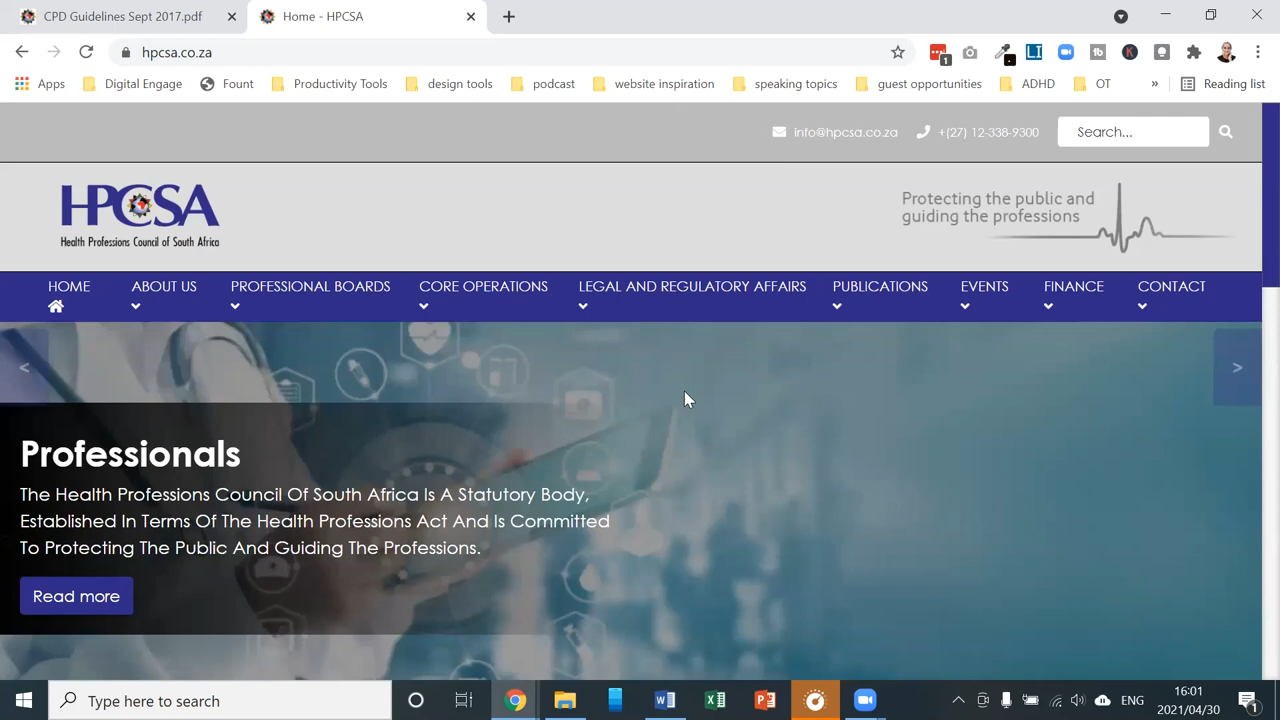 CPD Guidelines Sept 2017.pdf
Home - HPCSA
hpcsa.co.za
1
LI
tb
K
Apps
Digital Engage
Fount
Productivity Tools
design tools
podcast
website inspiration
speaking topics
guest opportunities
ADHD
OT
»
Reading list
info@hpcsa.co.za
+(27) 12-338-9300
Search...
HPCSA
Health Professions Council of South Africa
Protecting the public and
guiding the professions
HOME
ABOUT US
PROFESSIONAL BOARDS
CORE OPERATIONS
LEGAL AND REGULATORY AFFAIRS
PUBLICATIONS
EVENTS
FINANCE
CONTACT
<
>
Professionals
The Health Professions Council Of South Africa Is A Statutory Body,
Established In Terms Of The Health Professions Act And Is Committed
To Protecting The Public And Guiding The Professions.
Read more
Type here to search
ENG
16:01
2021/04/30
1